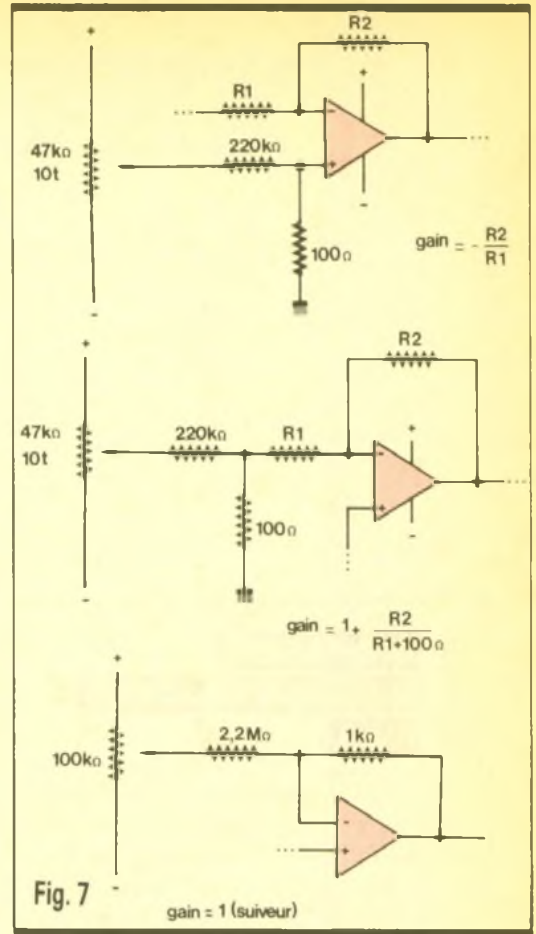 +
R2
R1
+
-
47kΩ
10t
220kΩ
+
-
100Ω
gain = - R2
R1
-
+
R2
47kΩ
10t
220kΩ
R1
+
-
+
-
100Ω
gain = 1+ R2
R1+100Ω
-
+
2,2MΩ
1kΩ
100kΩ
-
+
-
Fig. 7
gain = 1 (suiveur)